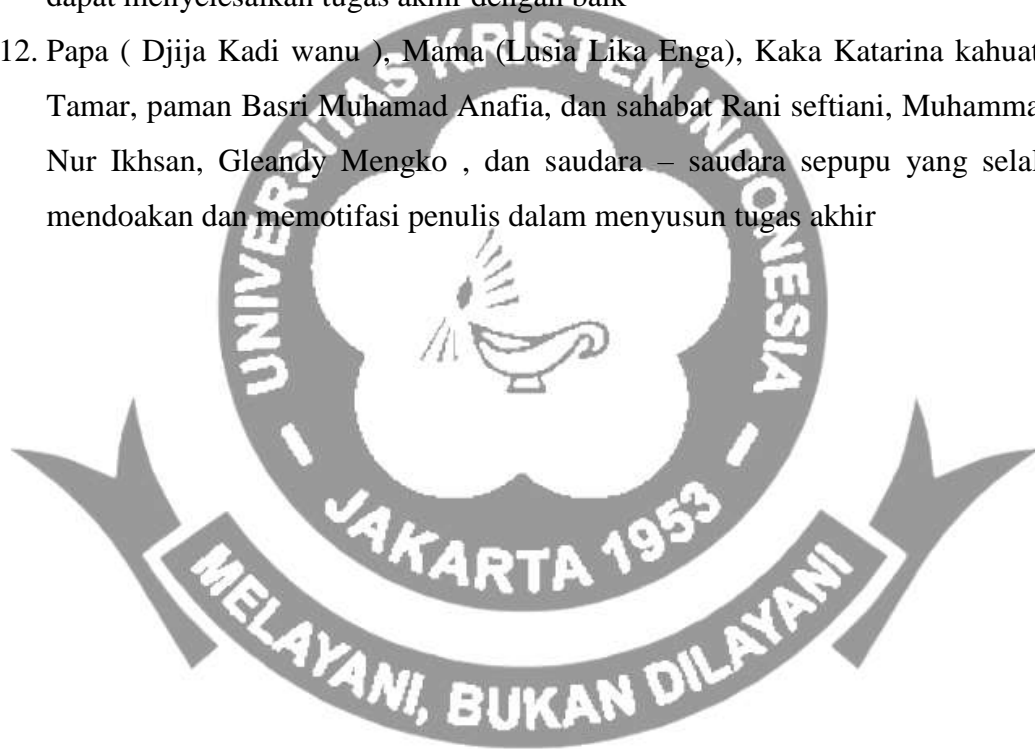 dapat menyelesaikan tugas akhir dengan baik
12. Papa ( Djija Kadi wanu ), Mama (Lusia Lika Enga), Kaka Katarina kahuat
Tamar, paman Basri Muhamad Anafia, dan sahabat Rani seftiani, Muhamma
Nur Ikhsan, Gleandy Mengko , dan saudara – saudara sepupu yang selal
mendoakan dan memotifasi penulis dalam menyusun tugas akhir
UNIVERSITAS KRISTEN INDONESIA
– JAKARTA 1953 –
MELAYANI, BUKAN DILAYANI